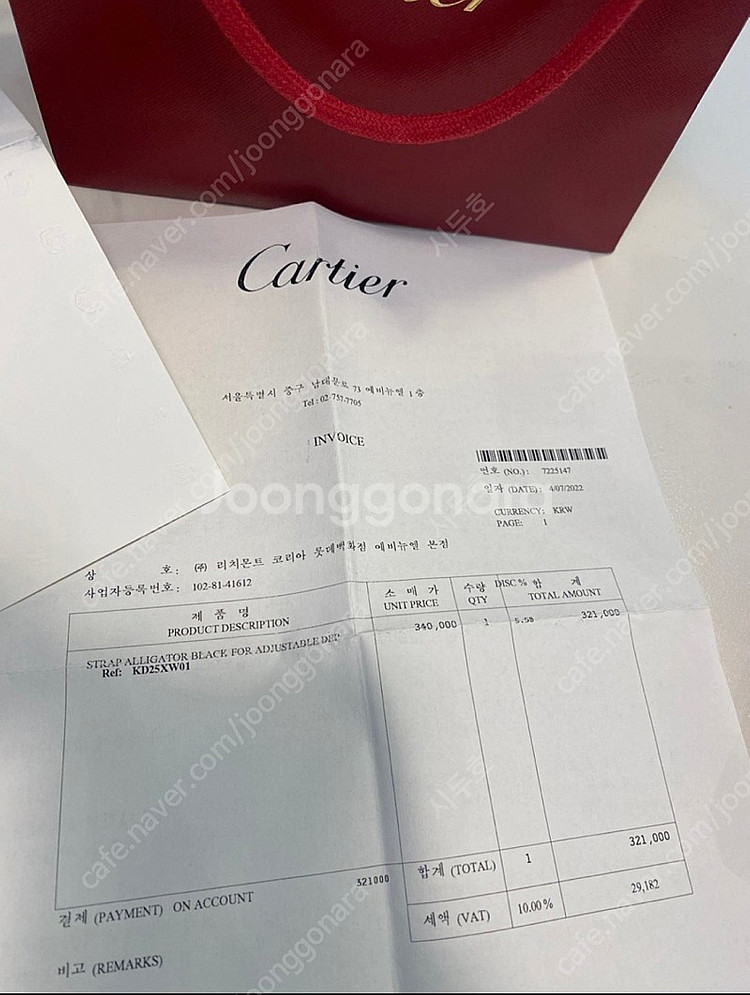 Cartier
서울특별시 중구 남대문로 73 에비뉴엘 1층
Tel : 02-757-7705
INVOICE
번호 (NO.) : 7225147
일자 (DATE) : 4/07/2022
CURRENCY: KRW
PAGE: 1
Joonggonara
상 호 : (주) 리치몬트 코리아 롯데백화점 에비뉴엘 본점
사업자등록번호 : 102-81-41612
제 품 명 소 매 가 수량 DISC % 합 계
PRODUCT DESCRIPTION UNIT PRICE QTY TOTAL AMOUNT
STRAP ALLIGATOR BLACK FOR ADJUSTABLE DEP 340,000 1 5.50 321,000
Ref: KD25XW01
합계 (TOTAL) 1 321,000
결제 (PAYMENT) ON ACCOUNT 321000
세액 (VAT) 10.00% 29,182
비고 (REMARKS)
cafe.naver.com/joonggonara
시두호